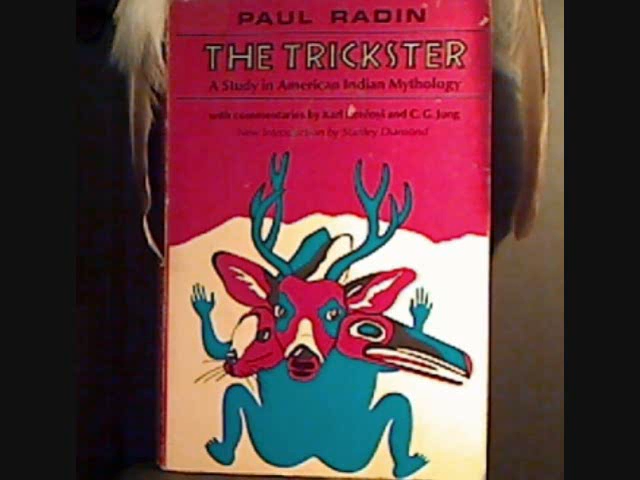 PAUL RADIN
THE TRICKSTER
A Study in American Indian Mythology
with commentaries by Karl Kerényi and C. G. Jung
New Introduction by Stanley Diamond